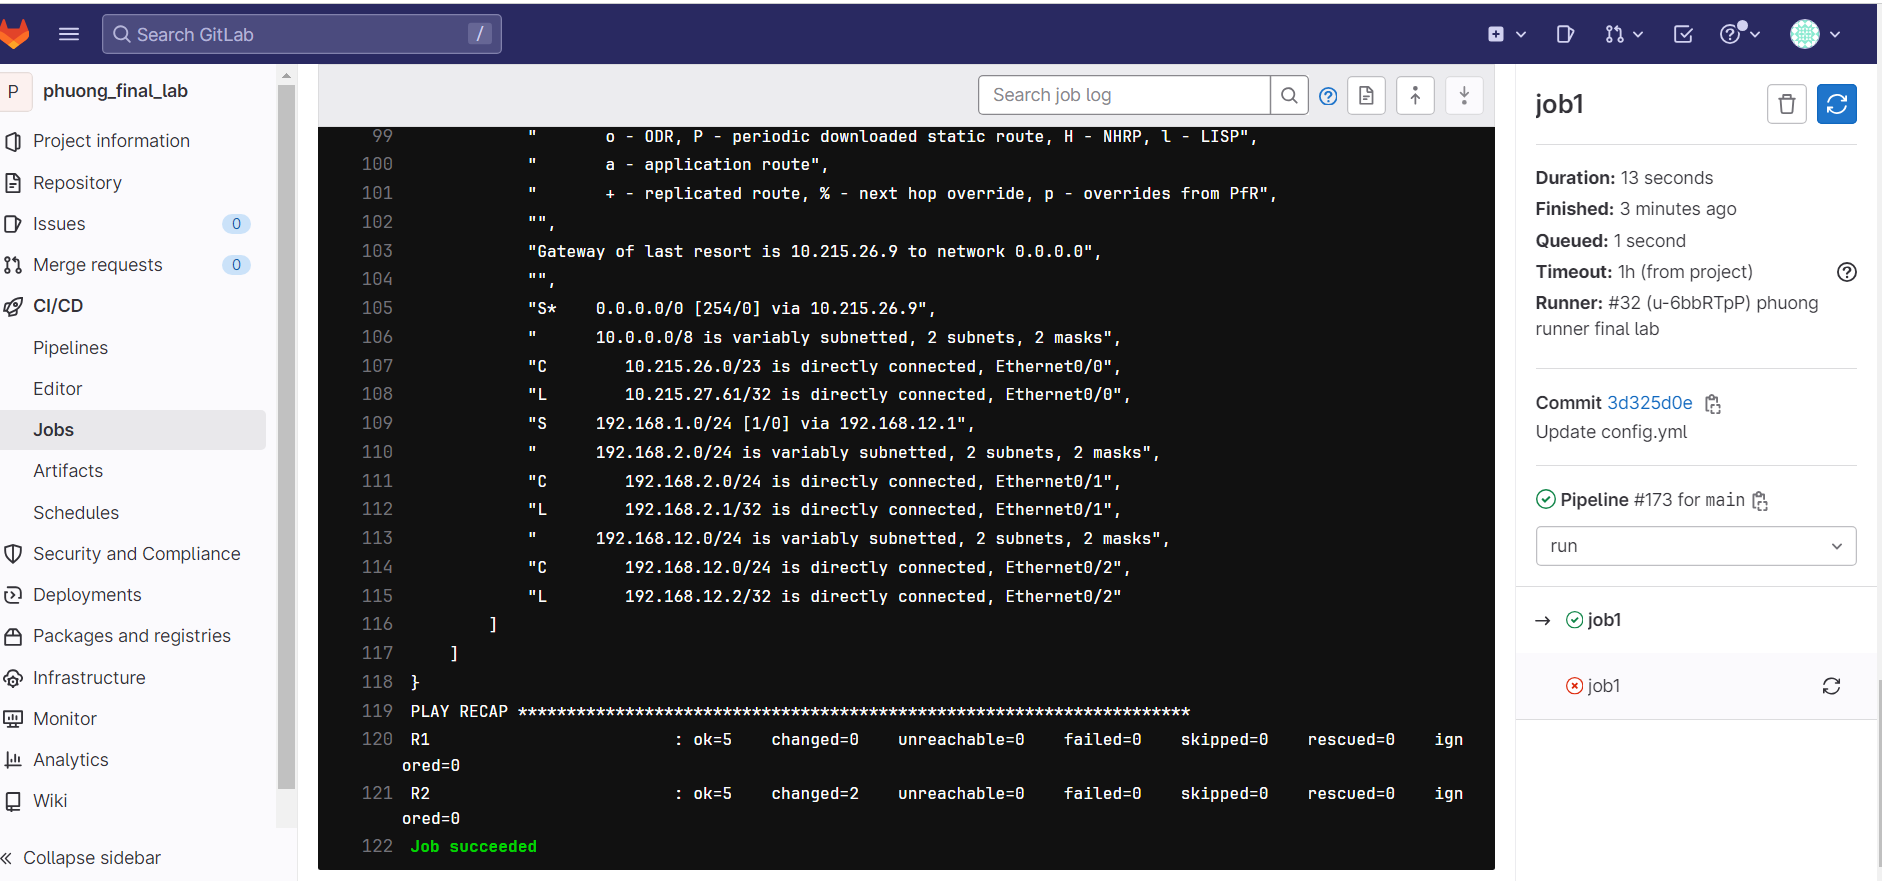 Search GitLab
/
P
phuong_final_lab
Project information
Repository
Issues 0
Merge requests 0
CI/CD
Pipelines
Editor
Jobs
Artifacts
Schedules
Security and Compliance
Deployments
Packages and registries
Infrastructure
Monitor
Analytics
Wiki
Collapse sidebar
Search job log
99 " o - ODR, P - periodic downloaded static route, H - NHRP, l - LISP",
100 " a - application route",
101 " + - replicated route, % - next hop override, p - overrides from PfR",
102 "",
103 "Gateway of last resort is 10.215.26.9 to network 0.0.0.0",
104 "",
105 "S* 0.0.0.0/0 [254/0] via 10.215.26.9",
106 " 10.0.0.0/8 is variably subnetted, 2 subnets, 2 masks",
107 "C 10.215.26.0/23 is directly connected, Ethernet0/0",
108 "L 10.215.27.61/32 is directly connected, Ethernet0/0",
109 "S 192.168.1.0/24 [1/0] via 192.168.12.1",
110 " 192.168.2.0/24 is variably subnetted, 2 subnets, 2 masks",
111 "C 192.168.2.0/24 is directly connected, Ethernet0/1",
112 "L 192.168.2.1/32 is directly connected, Ethernet0/1",
113 " 192.168.12.0/24 is variably subnetted, 2 subnets, 2 masks",
114 "C 192.168.12.0/24 is directly connected, Ethernet0/2",
115 "L 192.168.12.2/32 is directly connected, Ethernet0/2"
116 ]
117 ]
118 }
119 PLAY RECAP *********************************************************************
120 R1 : ok=5 changed=0 unreachable=0 failed=0 skipped=0 rescued=0 ign
ored=0
121 R2 : ok=5 changed=2 unreachable=0 failed=0 skipped=0 rescued=0 ign
ored=0
122 Job succeeded
job1
Duration: 13 seconds
Finished: 3 minutes ago
Queued: 1 second
Timeout: 1h (from project)
Runner: #32 (u-6bbRTpP) phuong
runner final lab
Commit 3d325d0e
Update config.yml
Pipeline #173 for main
run
job1
job1